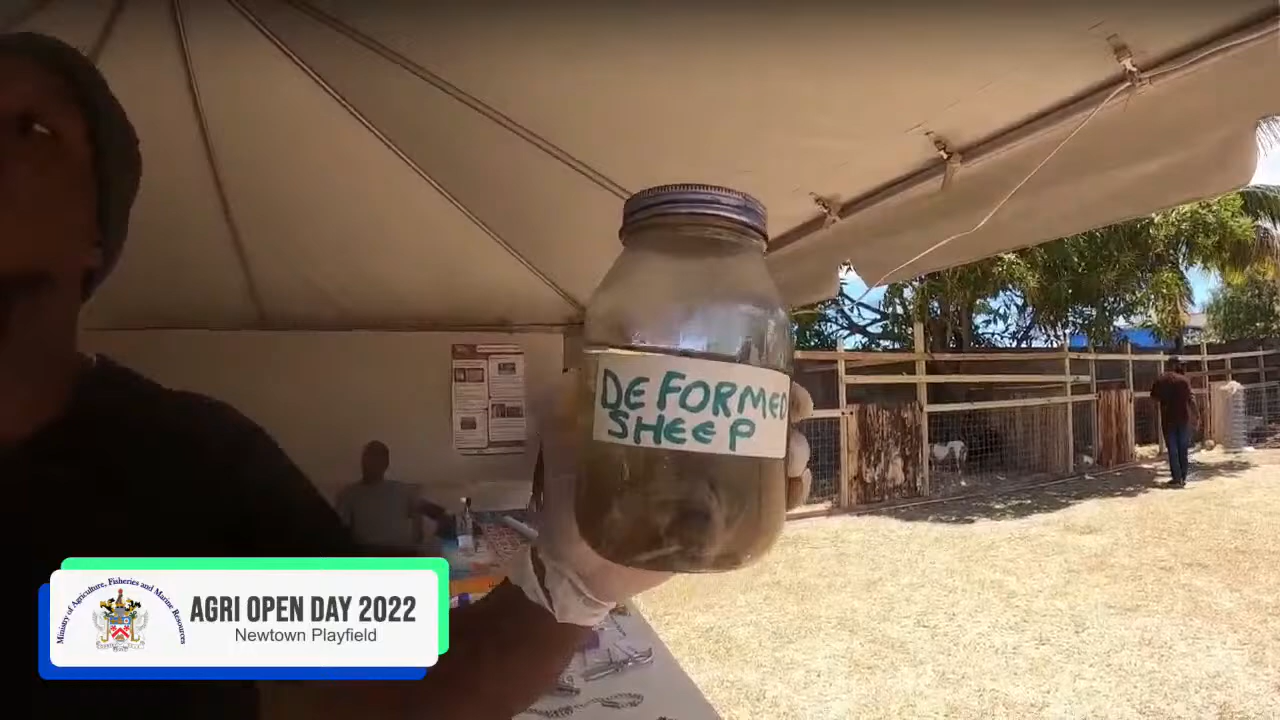 DEFORMED
SHEEP
Ministry of Agriculture, Fisheries and Marine Resources
AGRI OPEN DAY 2022
Newtown Playfield